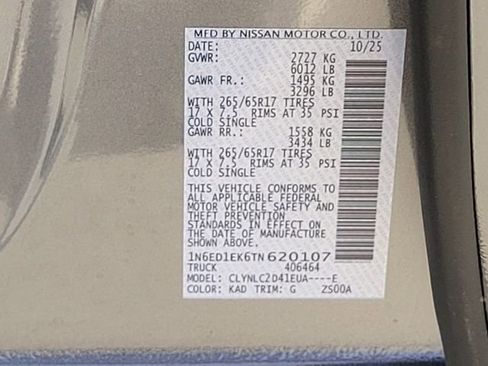 MFD BY NISSAN MOTOR CO., LTD.
DATE: 10/25
GVWR: 2727 KG
6012 LB
GAWR FR.: 1495 KG
3296 LB
WITH 265/65R17 TIRES
17 X 7.5 RIMS AT 35 PSI
COLD SINGLE
GAWR RR.: 1558 KG
3434 LB
WITH 265/65R17 TIRES
17 X 7.5 RIMS AT 35 PSI
COLD SINGLE
THIS VEHICLE CONFORMS TO
ALL APPLICABLE FEDERAL
MOTOR VEHICLE SAFETY AND
THEFT PREVENTION
STANDARDS IN EFFECT ON
THE DATE OF MANUFACTURE
SHOWN ABOVE.
1N6ED1EK6TN620107
TRUCK 406464
MODEL: CLYNLC2D41EUA----E
COLOR: KAD TRIM: G ZS00A